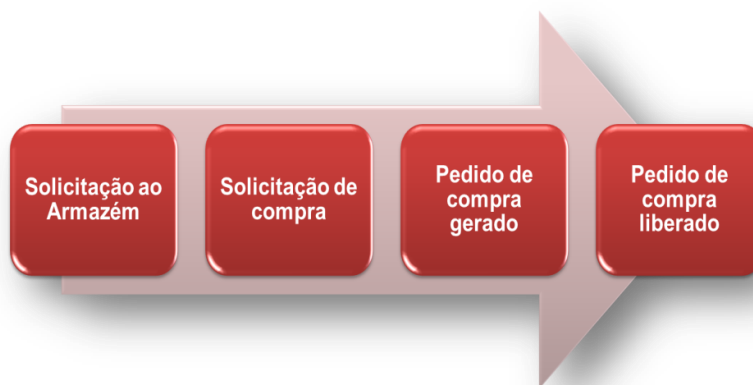 Solicitação ao
Armazém
Solicitação de
compra
Pedido de
compra
gerado
Pedido de
compra
liberado